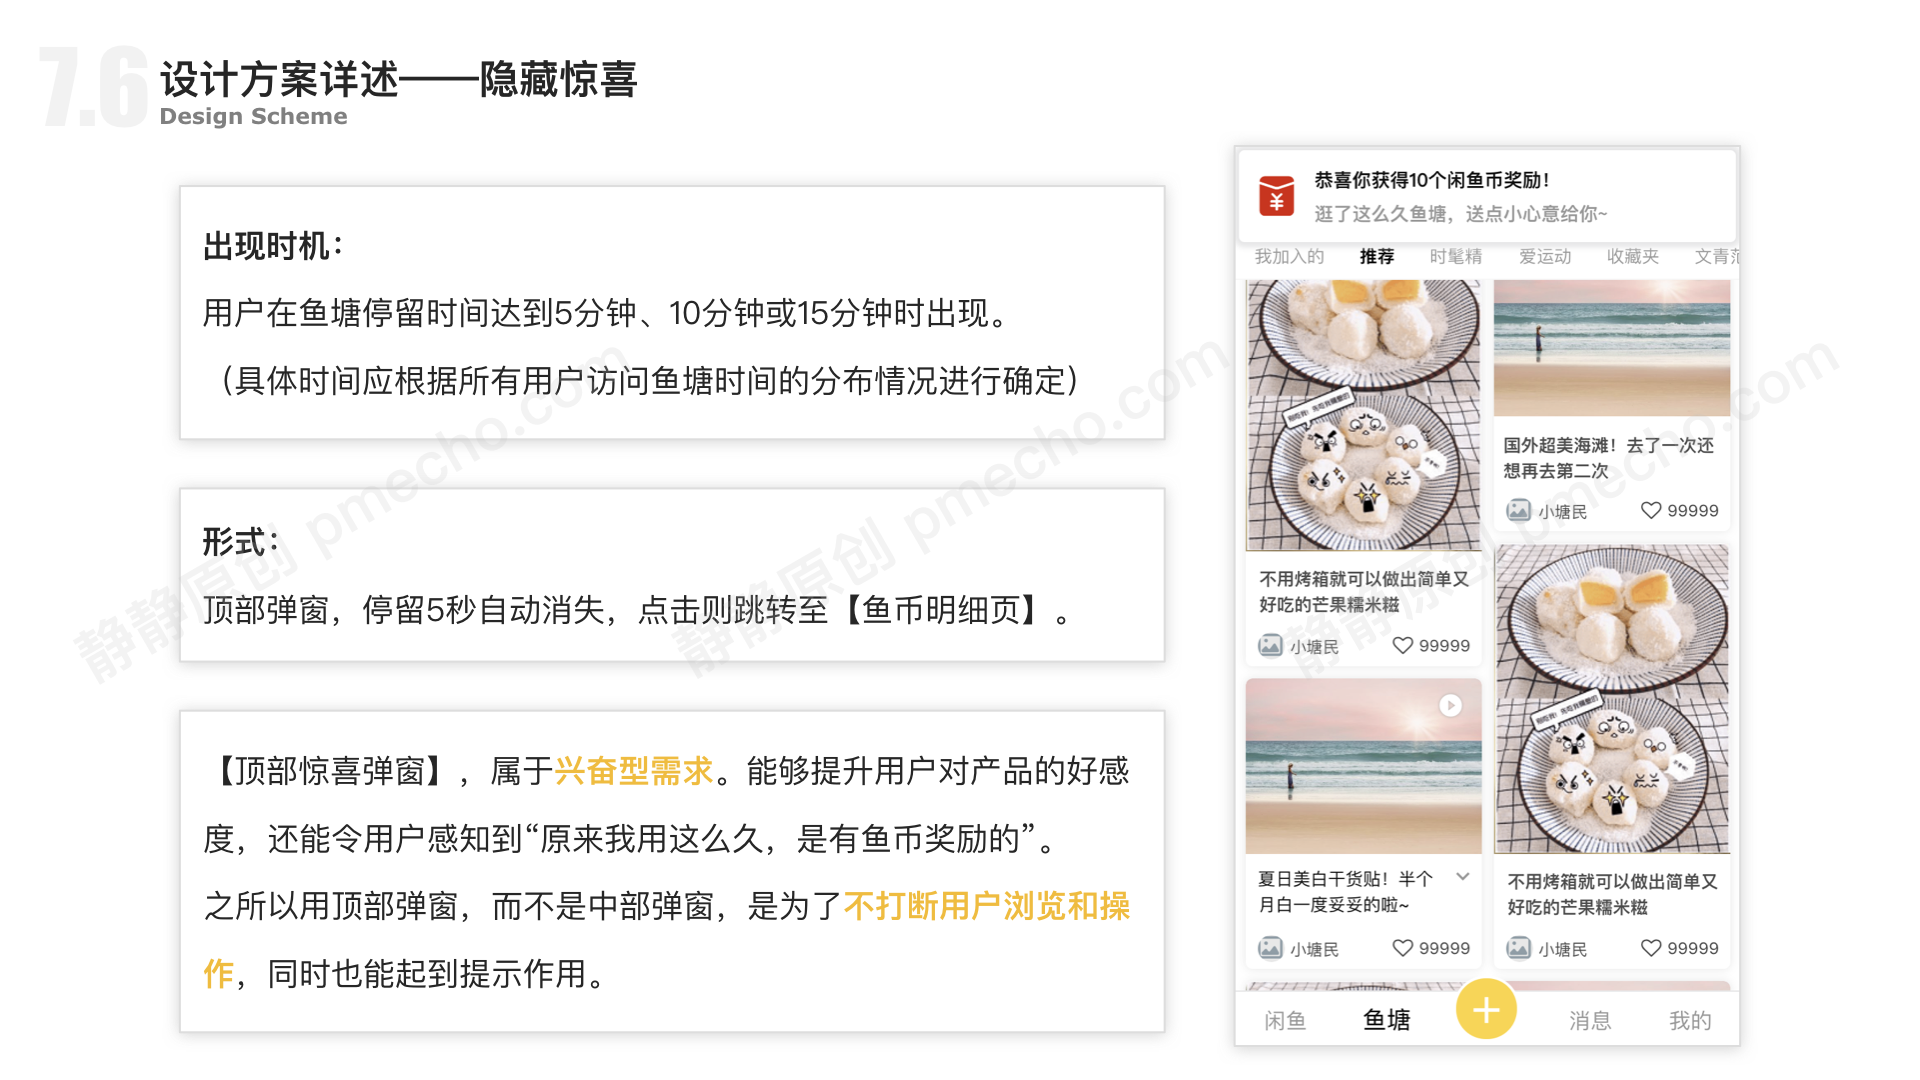 7.6
设计方案详述——隐藏惊喜
Design Scheme
出现时机：
用户在鱼塘停留时间达到5分钟、10分钟或15分钟时出现。
（具体时间应根据所有用户访问鱼塘时间的分布情况进行确定）
形式：
顶部弹窗，停留5秒自动消失，点击则跳转至【鱼币明细页】。
【顶部惊喜弹窗】，属于兴奋型需求。能够提升用户对产品的好感
度，还能令用户感知到“原来我用这么久，是有鱼币奖励的”。
之所以用顶部弹窗，而不是中部弹窗，是为了不打断用户浏览和操
作，同时也能起到提示作用。
恭喜你获得10个闲鱼币奖励！
逛了这么久鱼塘，送点小心意给你~
我加入的 推荐 时髦精 爱运动 收藏夹 文青范
不用烤箱就可以做出简单又
好吃的芒果糯米糍
小塘民 99999
夏日美白干货贴！半个
月白一度妥妥的啦~
小塘民 99999
国外超美海滩！去了一次还
想再去第二次
小塘民 99999
不用烤箱就可以做出简单又
好吃的芒果糯米糍
小塘民 99999
闲鱼 鱼塘 + 消息 我的
静静原创 pmecho.com
静静原创 pmecho.com
静静原创 pmecho.com